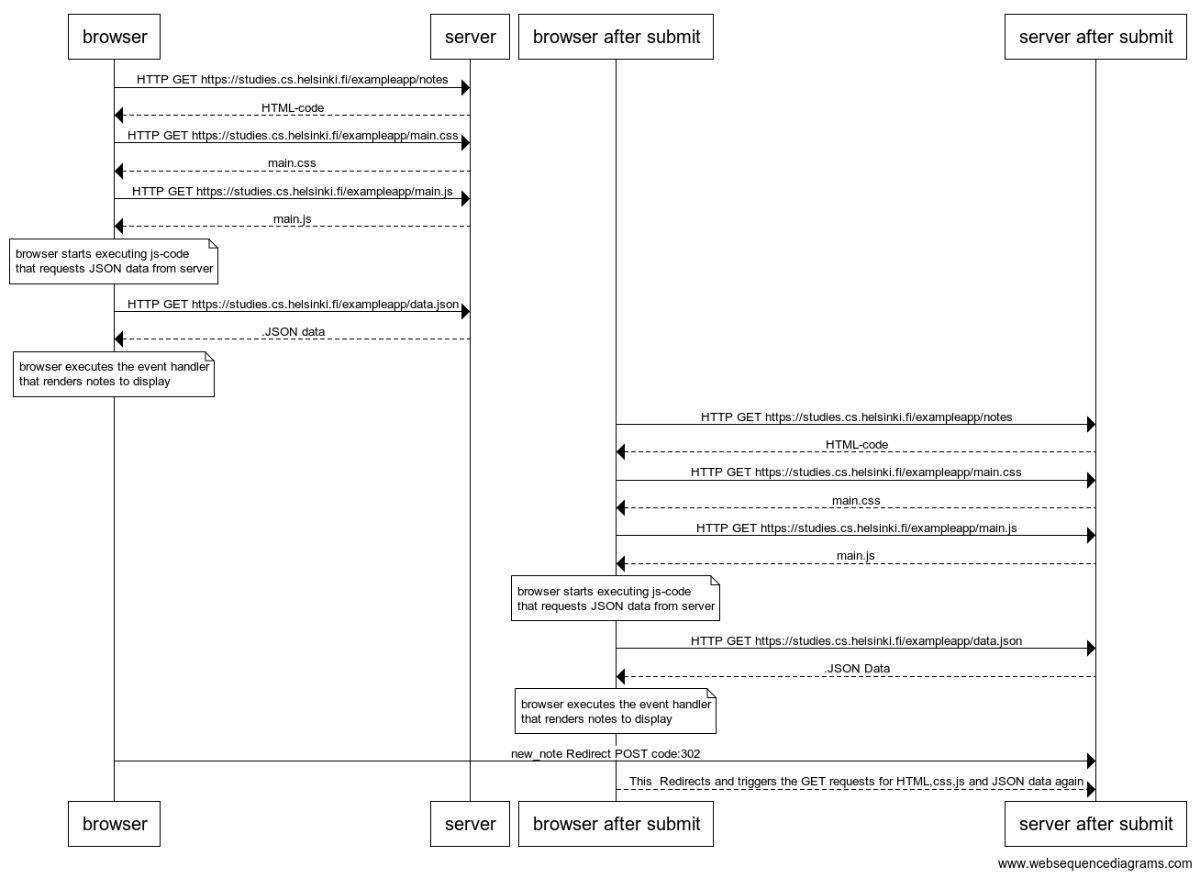 browser
server
browser after submit
server after submit
HTTP GET https://studies.cs.helsinki.fi/exampleapp/notes
HTML-code
HTTP GET https://studies.cs.helsinki.fi/exampleapp/main.css
main.css
HTTP GET https://studies.cs.helsinki.fi/exampleapp/main.js
main.js
browser starts executing js-code
that requests JSON data from server
HTTP GET https://studies.cs.helsinki.fi/exampleapp/data.json
.JSON data
browser executes the event handler
that renders notes to display
HTTP GET https://studies.cs.helsinki.fi/exampleapp/notes
HTML-code
HTTP GET https://studies.cs.helsinki.fi/exampleapp/main.css
main.css
HTTP GET https://studies.cs.helsinki.fi/exampleapp/main.js
main.js
browser starts executing js-code
that requests JSON data from server
HTTP GET https://studies.cs.helsinki.fi/exampleapp/data.json
.JSON Data
browser executes the event handler
that renders notes to display
new_note Redirect POST code:302
This  Redirects and triggers the GET requests for HTML,css,js and JSON data again
browser
server
browser after submit
server after submit
www.websequencediagrams.com